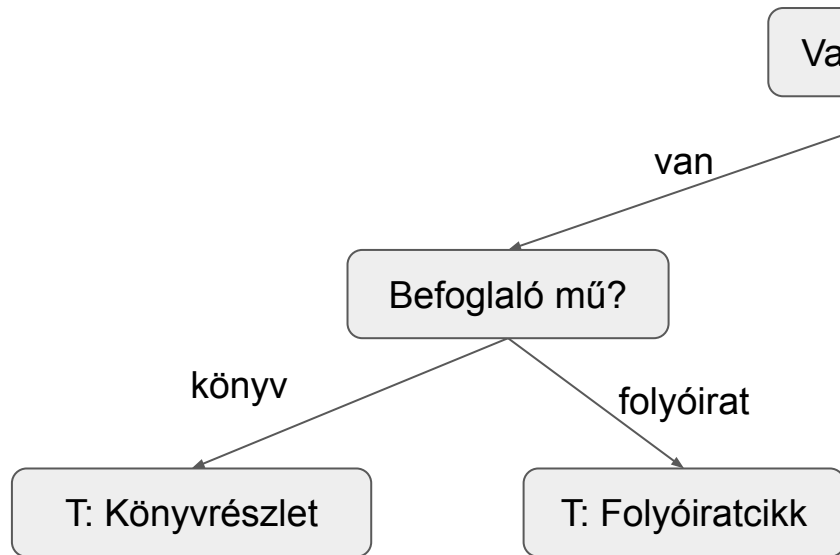 Va
van
Befoglaló mű?
könyv
folyóirat
T: Könyvrészlet
T: Folyóiratcikk